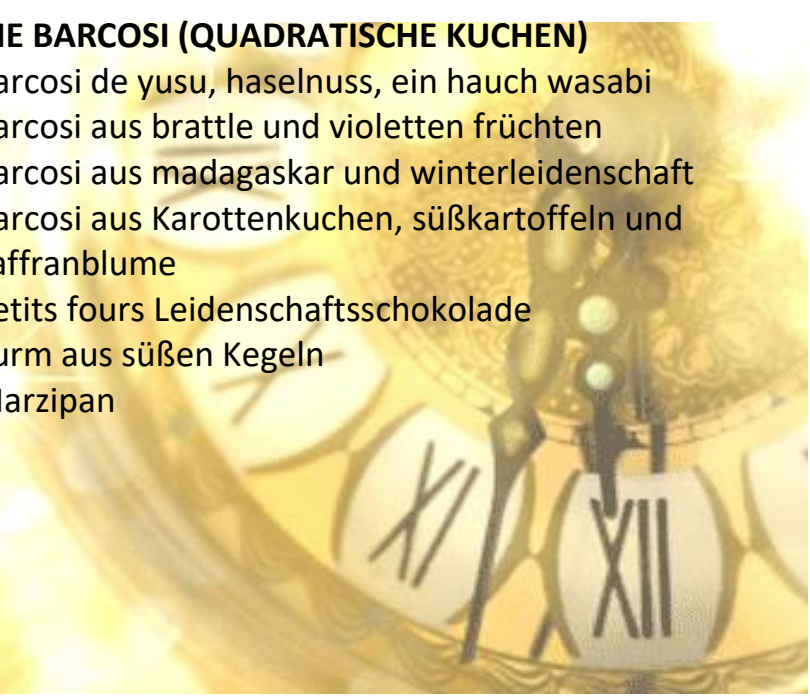 IE BARCOSI (QUADRATISCHE KUCHEN)
arcosi de yusu, haselnuss, ein hauch wasabi
arcosi aus brattle und violetten früchten
arcosi aus madagaskar und winterleidenschaft
arcosi aus Karottenkuchen, süßkartoffeln und
affranblume
etits fours Leidenschaftsschokolade
urm aus süßen Kegeln
arzipan
X
XI
XII